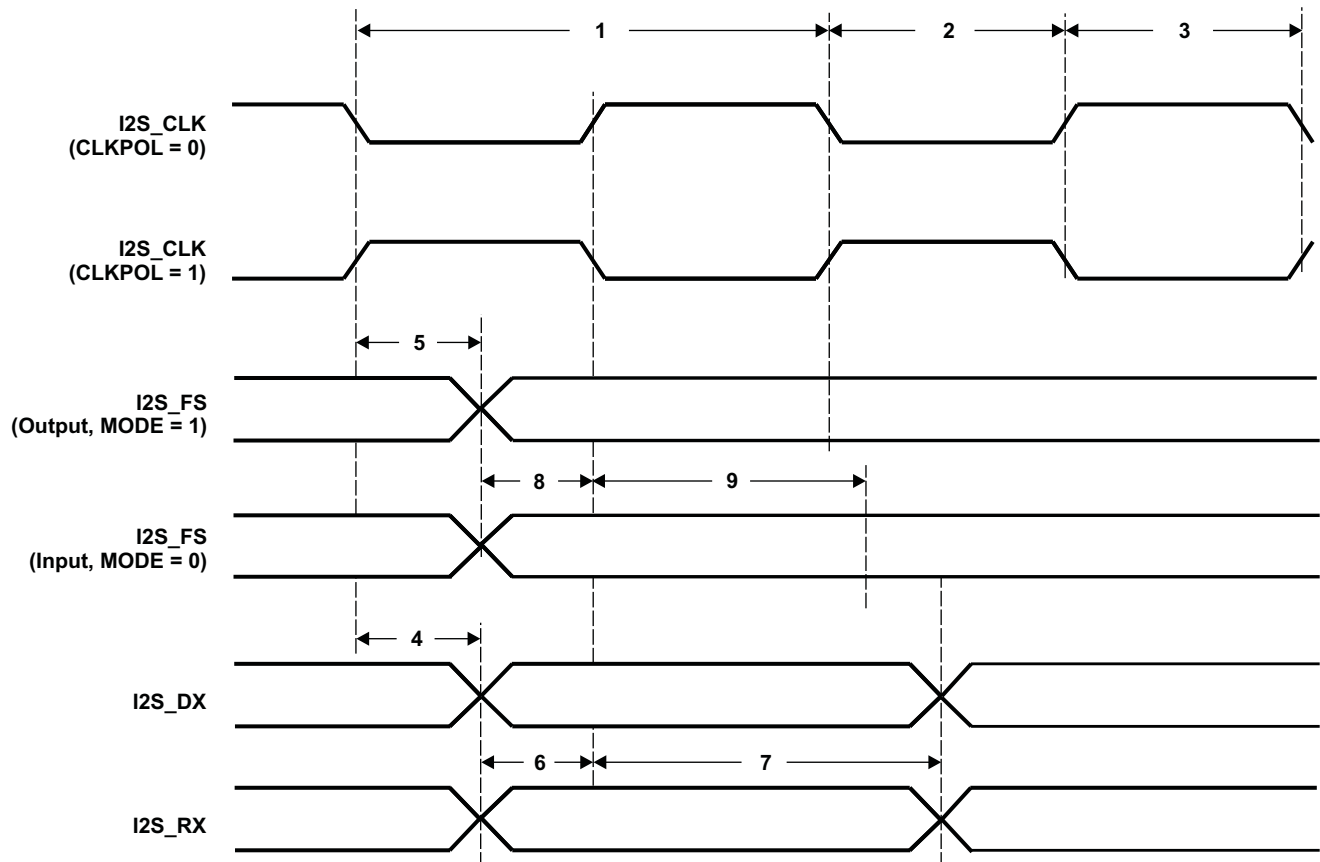 1
2
3
I2S_CLK
(CLKPOL = 0)
I2S_CLK
(CLKPOL = 1)
5
I2S_FS
(Output, MODE = 1)
8
9
I2S_FS
(Input, MODE = 0)
4
I2S_DX
6
7
I2S_RX